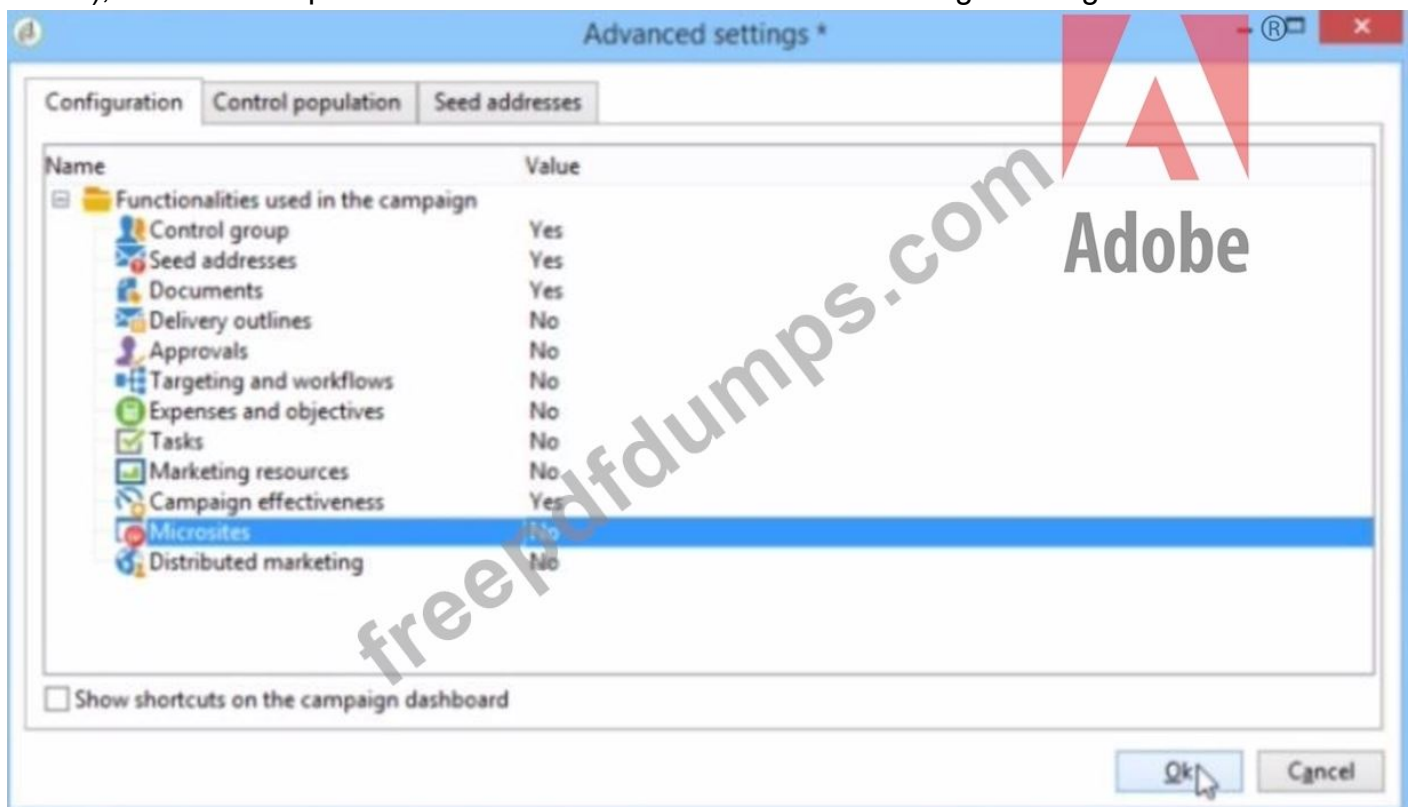 Advanced settings *
®
Configuration Control population Seed addresses
Name Value
Functionalities used in the campaign
Control group Yes
Seed addresses Yes
Documents Yes
Delivery outlines No
Approvals No
Targeting and workflows No
Expenses and objectives No
Tasks No
Marketing resources No
Campaign effectiveness Yes
Microsites No
Distributed marketing No
Show shortcuts on the campaign dashboard
Ok Cancel
Adobe
freepdfdumps.com